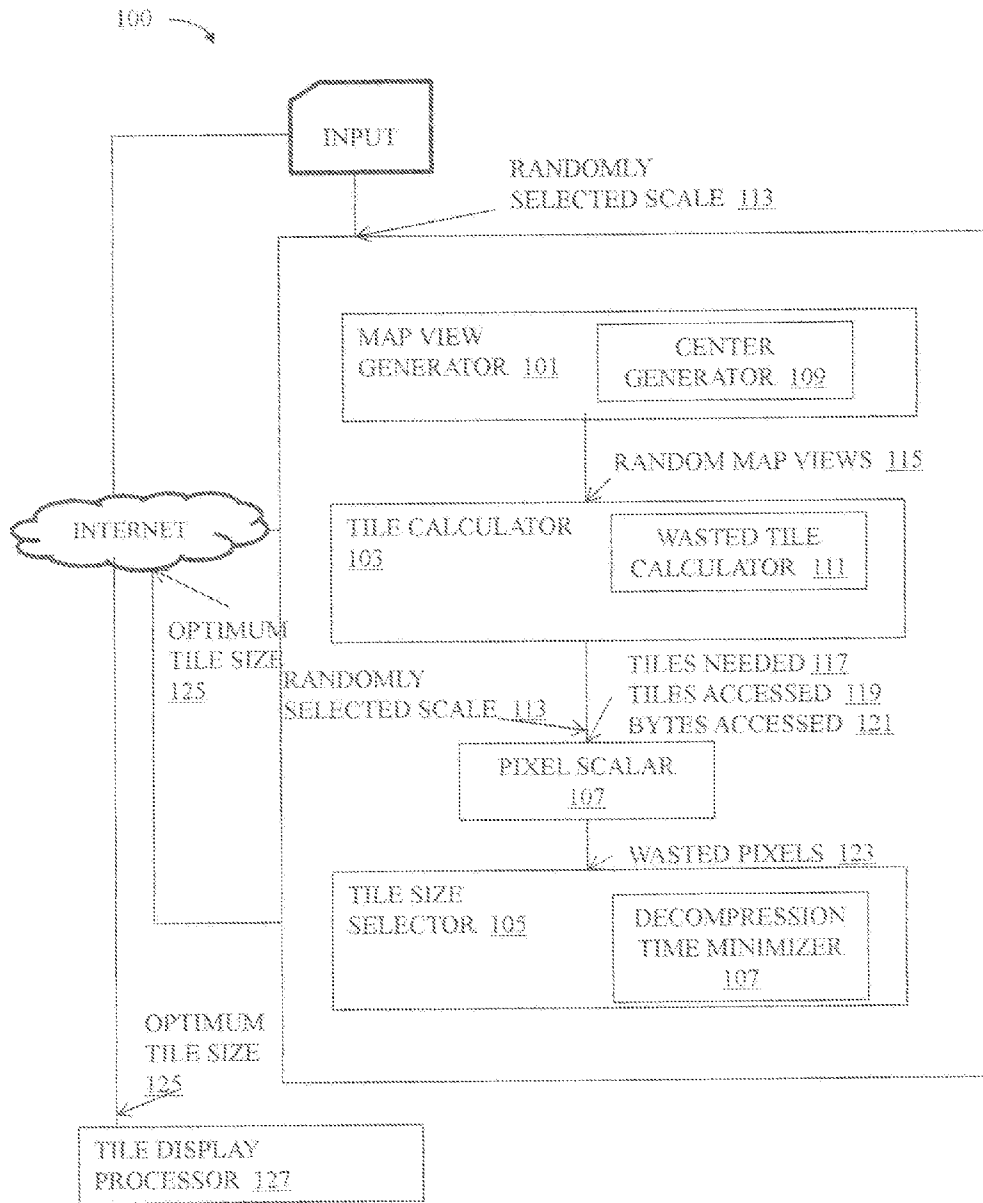 100
INPUT
RANDOMLY
SELECTED SCALE 113
MAP VIEW
GENERATOR 101
CENTER
GENERATOR 109
RANDOM MAP VIEWS 115
INTERNET
TILE CALCULATOR
103
WASTED TILE
CALCULATOR 111
OPTIMUM
TILE SIZE
125
RANDOMLY
SELECTED SCALE 113
TILES NEEDED 117
TILES ACCESSED 119
BYTES ACCESSED 121
PIXEL SCALAR
107
WASTED PIXELS 123
TILE SIZE
SELECTOR 105
DECOMPRESSION
TIME MINIMIZER
107
OPTIMUM
TILE SIZE
125
TILE DISPLAY
PROCESSOR 127